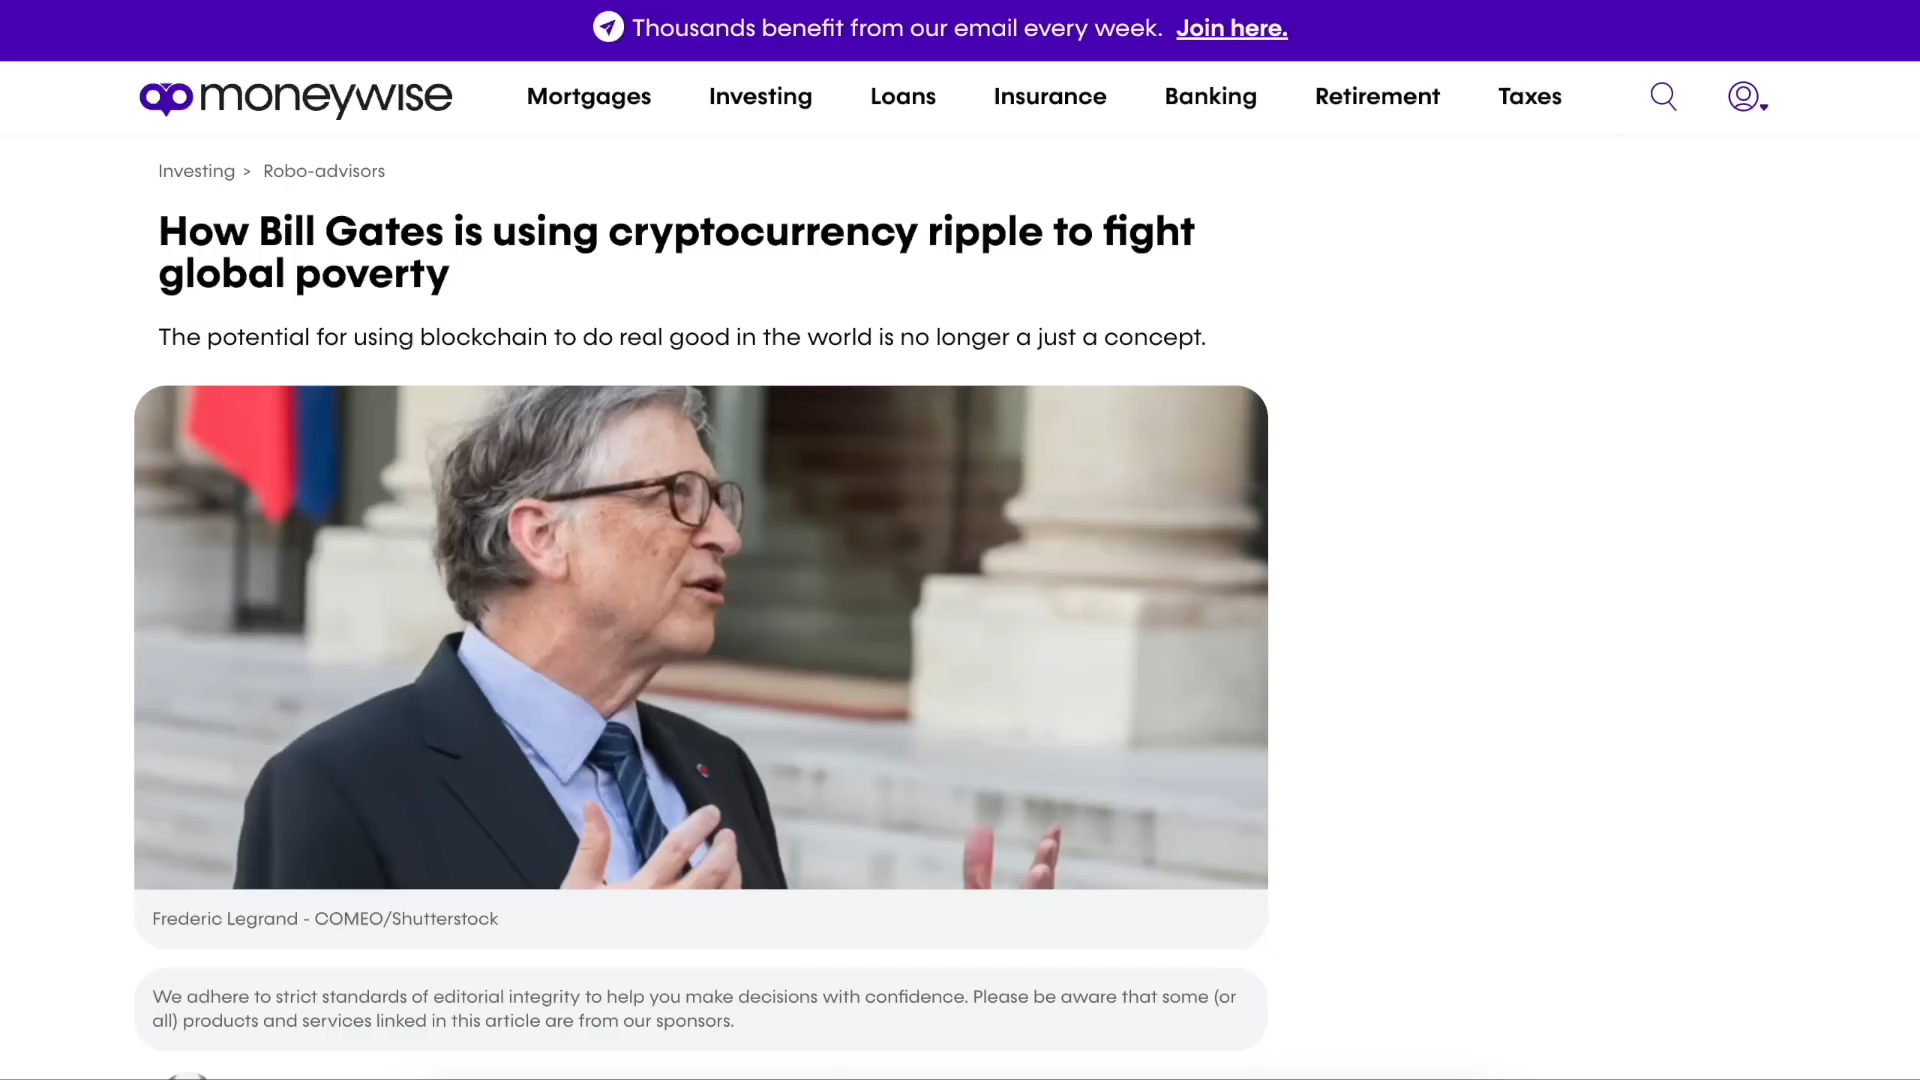 Thousands benefit from our email every week. Join here.
moneywise
Mortgages Investing Loans Insurance Banking Retirement Taxes
Investing > Robo-advisors
How Bill Gates is using cryptocurrency ripple to fight
global poverty
The potential for using blockchain to do real good in the world is no longer a just a concept.
Frederic Legrand - COMEO/Shutterstock
We adhere to strict standards of editorial integrity to help you make decisions with confidence. Please be aware that some (or
all) products and services linked in this article are from our sponsors.